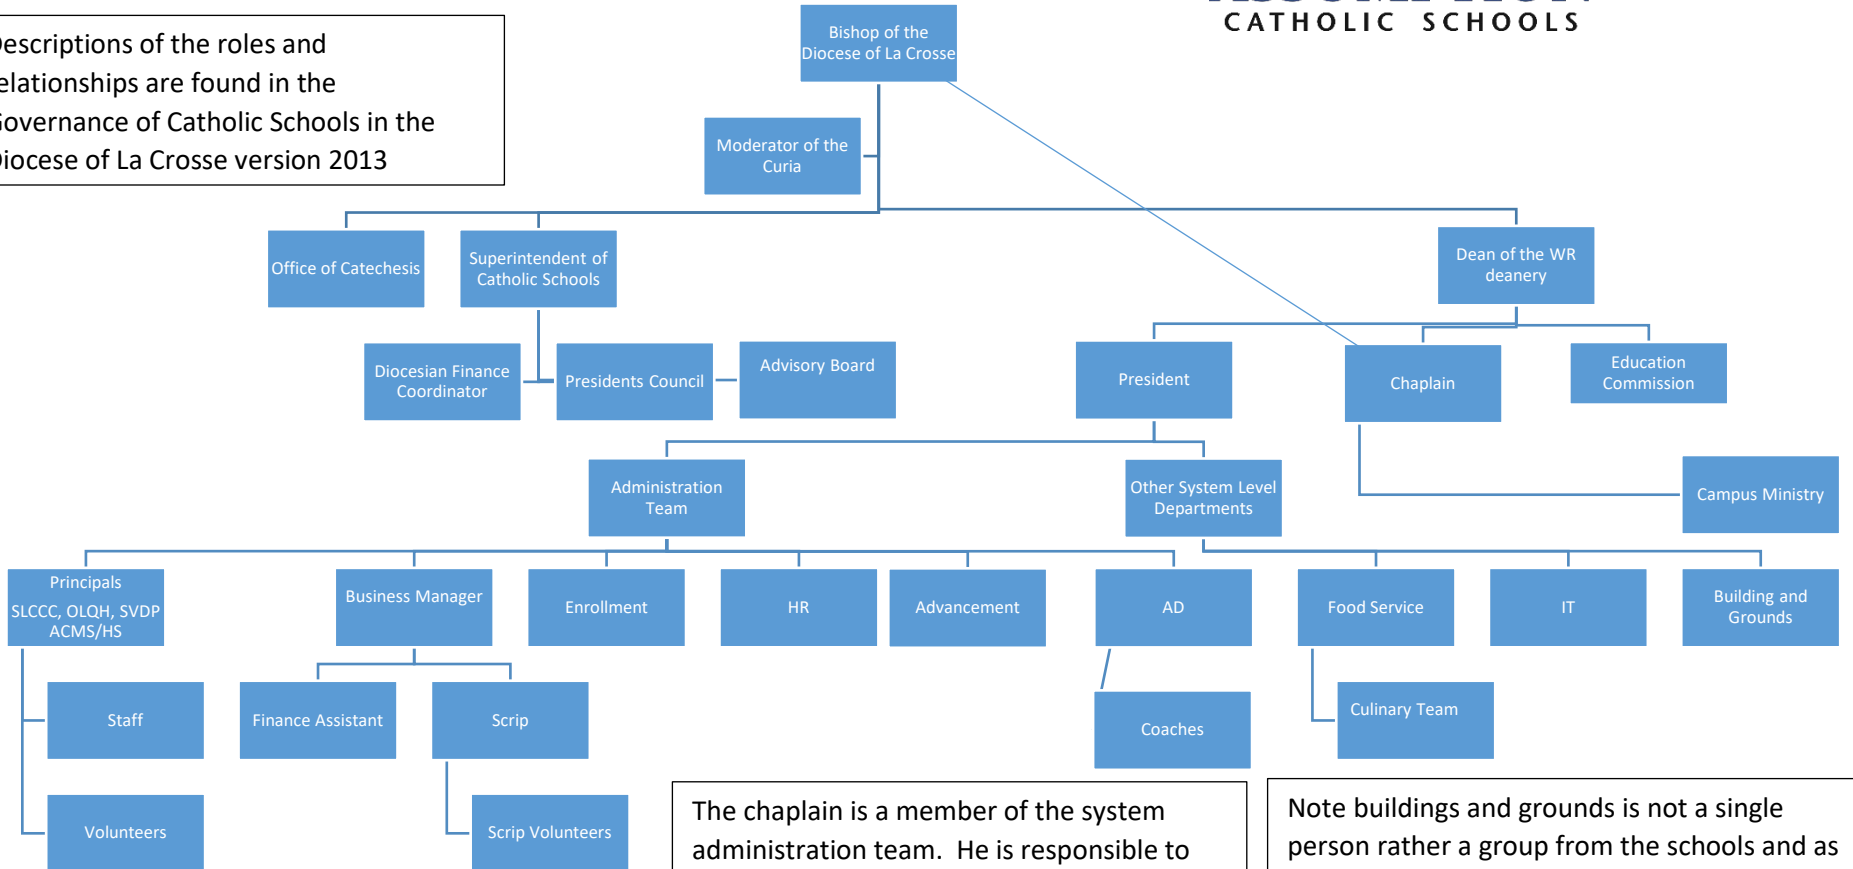 CATHOLIC SCHOOLS
Descriptions of the roles and
relationships are found in the
Governance of Catholic Schools in the
Diocese of La Crosse version 2013
Bishop of the
Diocese of La Crosse
Moderator of the
Curia
Office of Catechesis
Superintendent of
Catholic Schools
Dean of the WR
deanery
Diocesian Finance
Coordinator
Presidents Council
Advisory Board
President
Chaplain
Education
Commission
Administration
Team
Other System Level
Departments
Campus Ministry
Principals
SLCCC, OLQH, SVDP
ACMS/HS
Business Manager
Enrollment
HR
Advancement
AD
Food Service
IT
Building and
Grounds
Staff
Finance Assistant
Scrip
Coaches
Culinary Team
Volunteers
Scrip Volunteers
The chaplain is a member of the system
administration team. He is responsible to
Note buildings and grounds is not a single
person rather a group from the schools and as